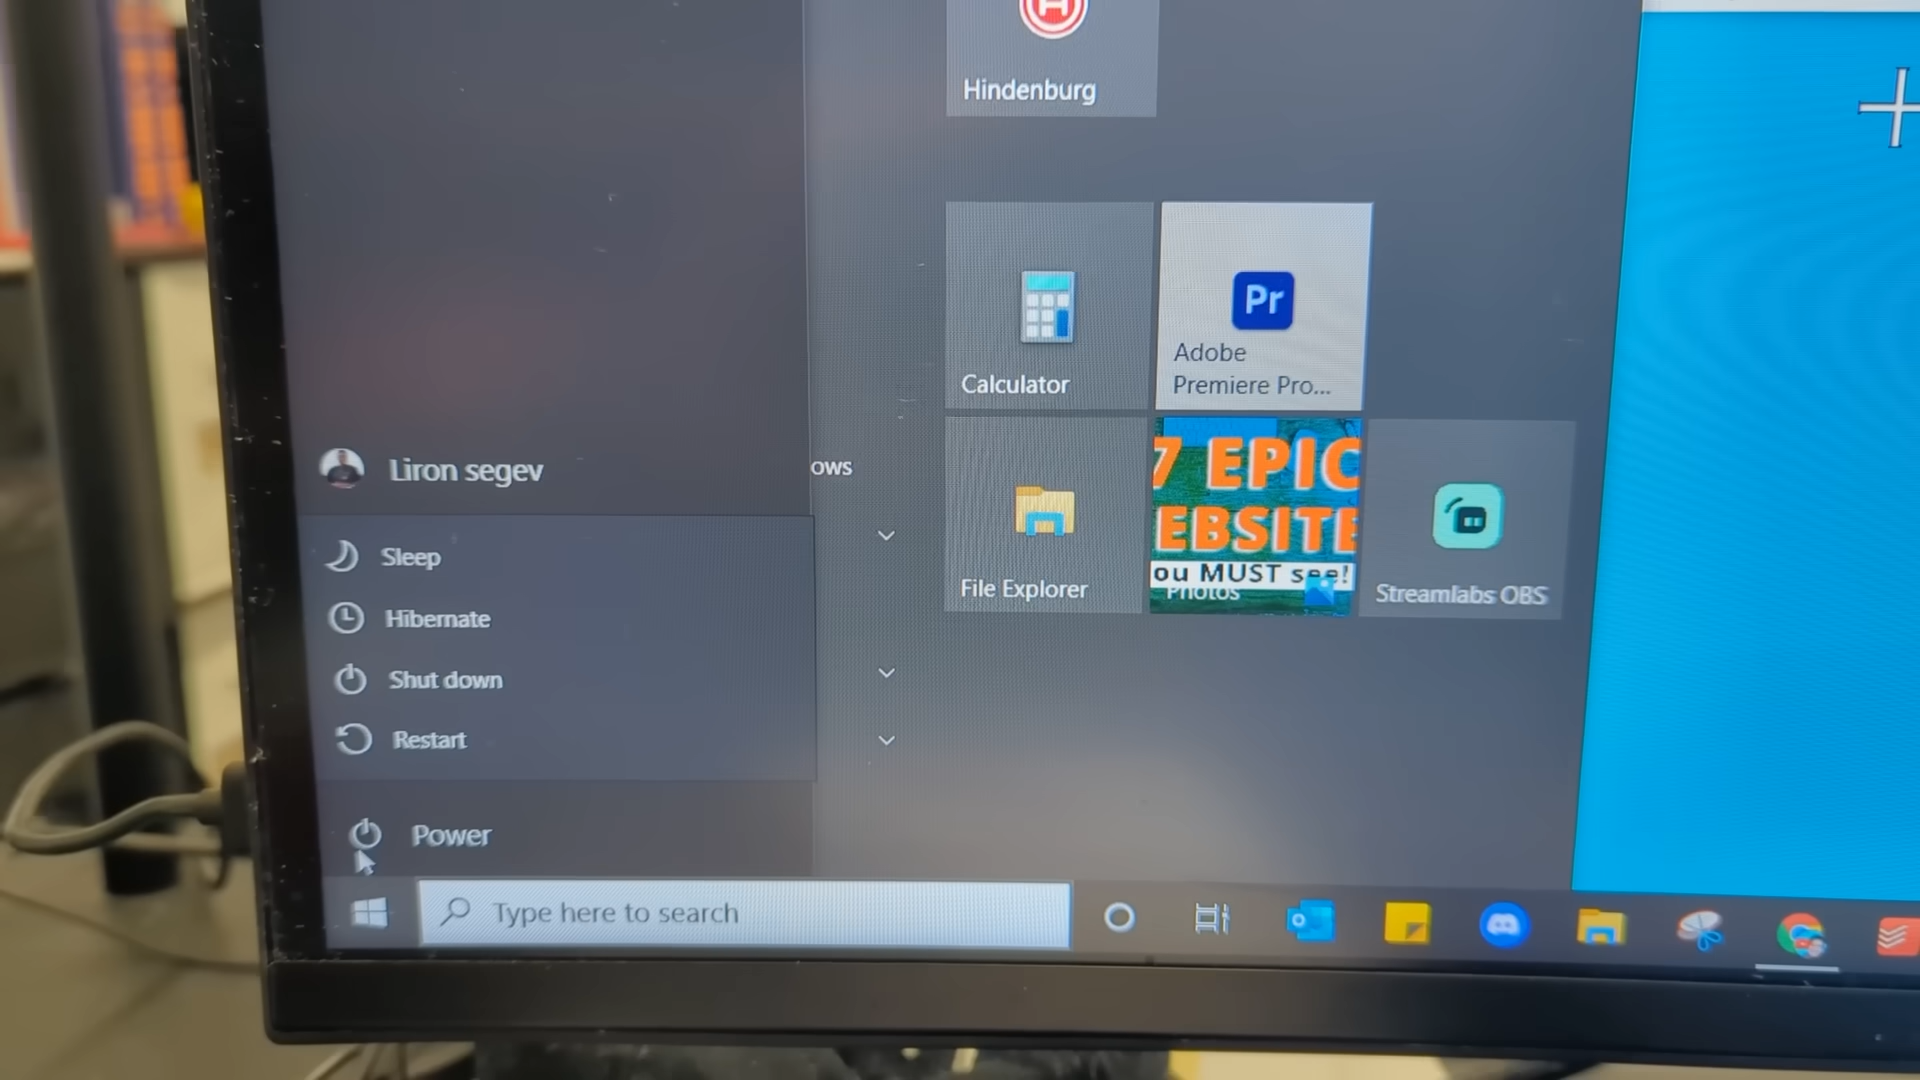 H
Hindenburg
Calculator
Pr
Adobe
Premiere Pro...
Liron segev
ows
Sleep
Hibernate
Shut down
Restart
Power
File Explorer
7 EPIC
EBSITE
ou MUST see!
Photos
Streamlabs OBS
Type here to search